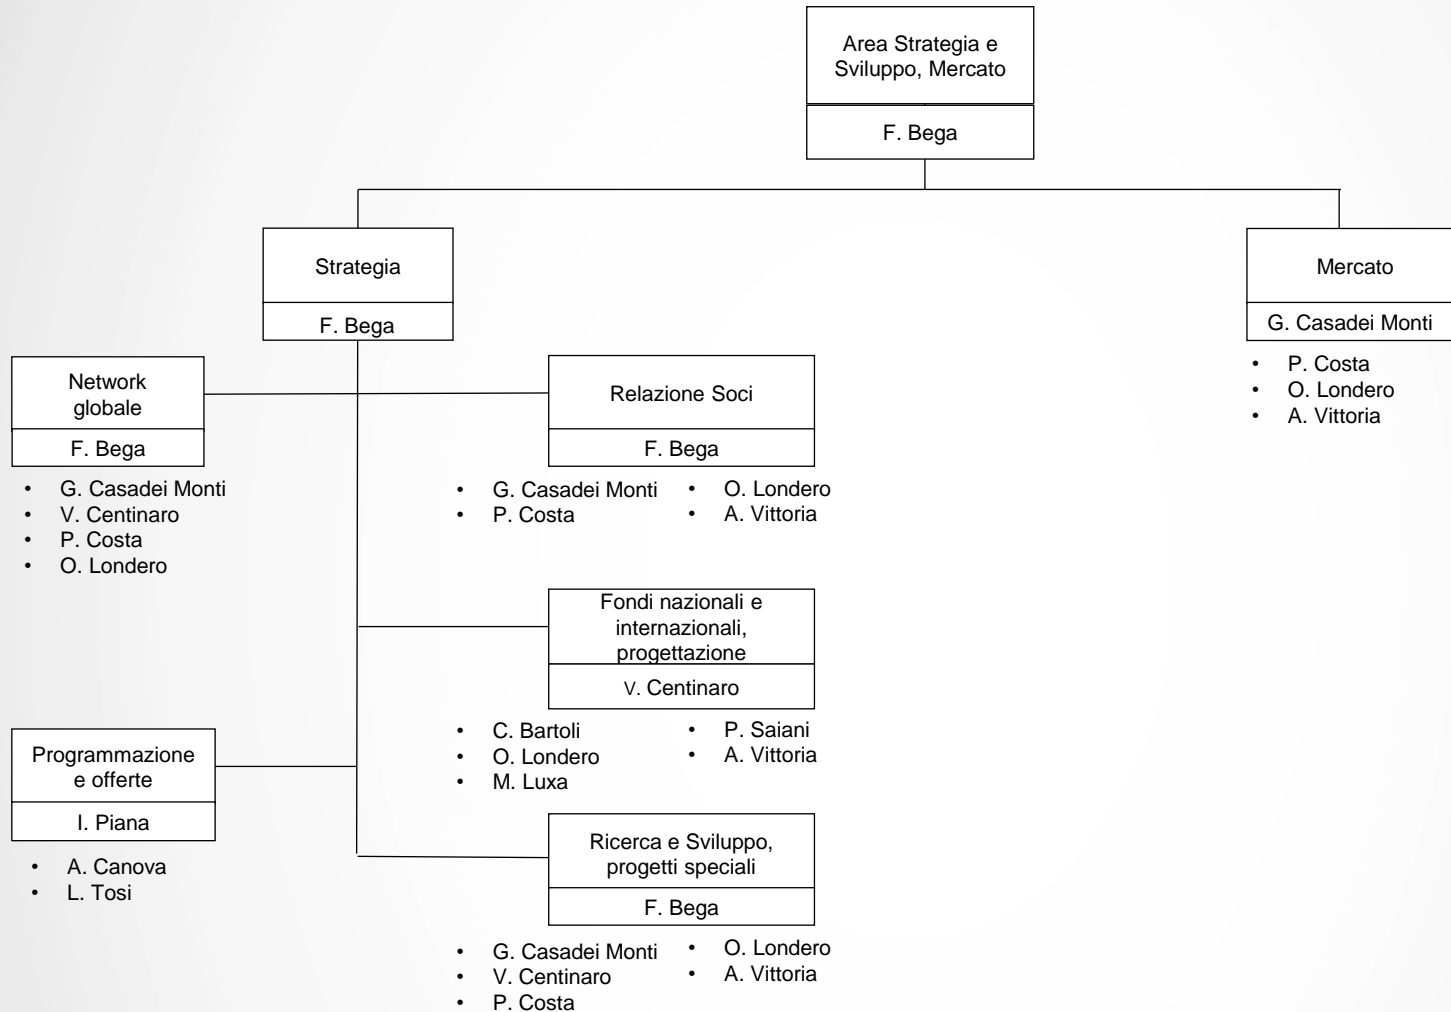 Area Strategia e
Sviluppo, Mercato
F. Bega
Strategia
F. Bega
Mercato
G. Casadei Monti
• P. Costa
• O. Londero
• A. Vittoria
Network
globale
F. Bega
• G. Casadei Monti
• V. Centinaro
• P. Costa
• O. Londero
Relazione Soci
F. Bega
• G. Casadei Monti
• P. Costa
• O. Londero
• A. Vittoria
Fondi nazionali e
internazionali,
progettazione
V. Centinaro
• C. Bartoli
• O. Londero
• M. Luxa
• P. Saiani
• A. Vittoria
Programmazione
e offerte
I. Piana
• A. Canova
• L. Tosi
Ricerca e Sviluppo,
progetti speciali
F. Bega
• G. Casadei Monti
• V. Centinaro
• P. Costa
• O. Londero
• A. Vittoria